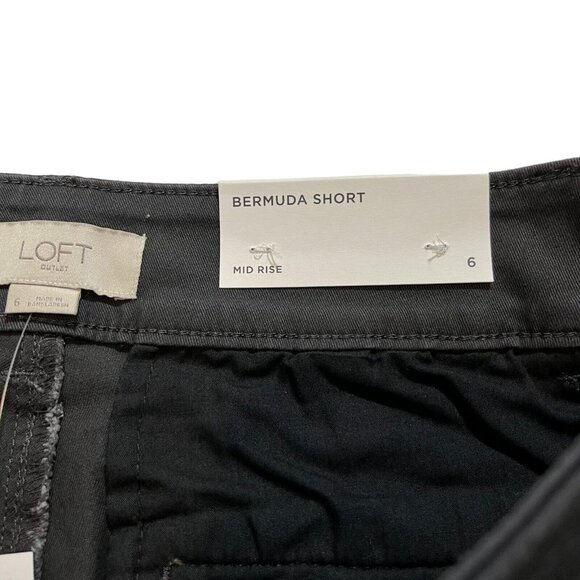 BERMUDA SHORT
MID RISE
6
LOFT
OUTLET
6
MADE IN
BANGLADESH